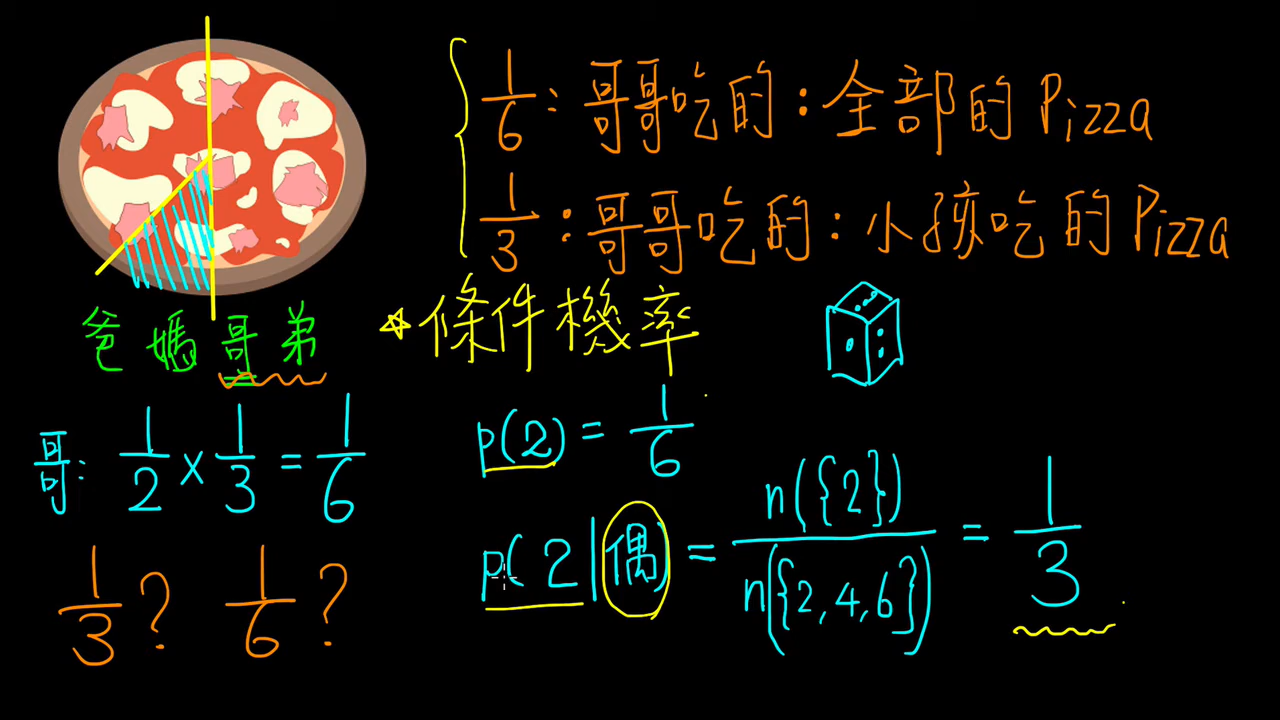 1/6 : 哥哥吃的 : 全部的 Pizza
1/3 : 哥哥吃的 : 小孩吃的 Pizza
爸 媽 哥 弟
哥: 1/2 × 1/3 = 1/6
1/3 ? 1/6 ?
☆條件機率
p(2) = 1/6
p(2|偶) = n({2})/n({2,4,6}) = 1/3